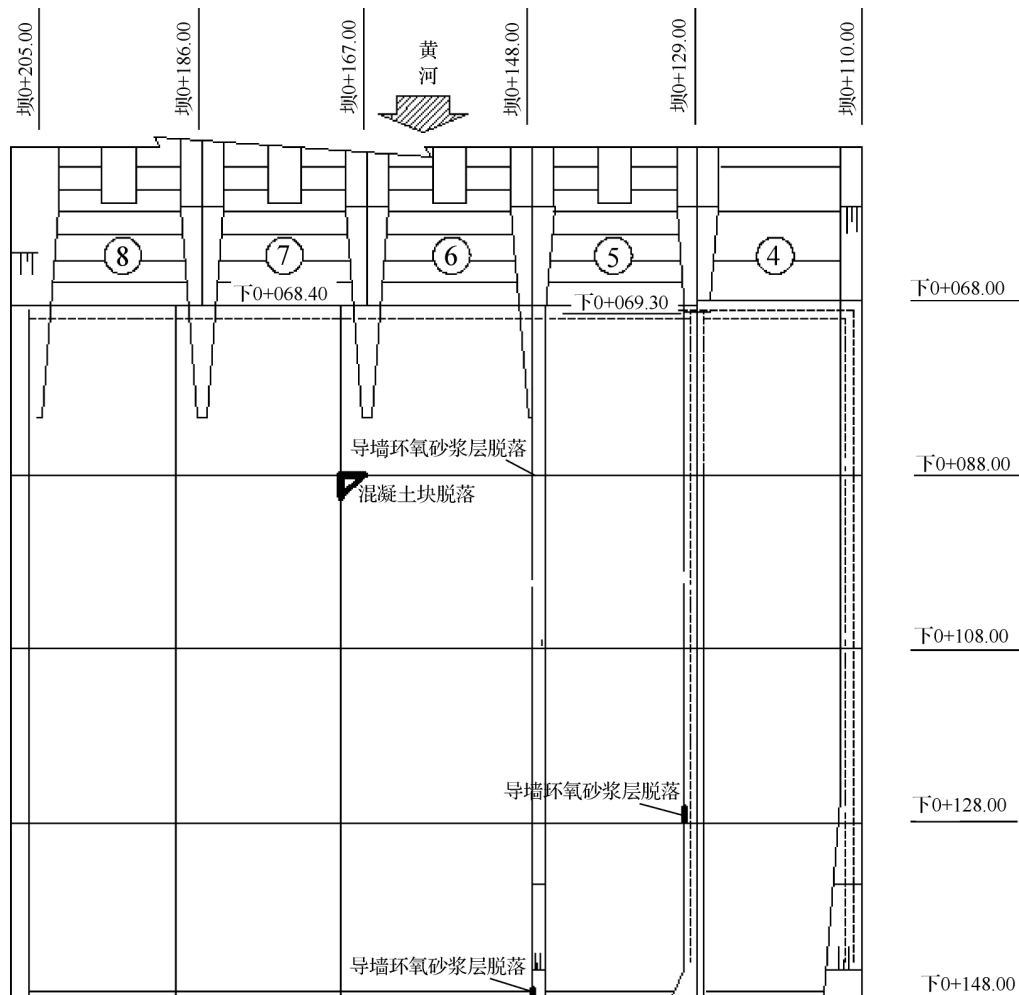 坝0+205.00
坝0+186.00
坝0+167.00
黄
河
坝0+148.00
坝0+129.00
坝0+110.00
⑧
⑦
⑥
⑤
④
下0+068.40
下0+069.30
下0+068.00
导墙环氧砂浆层脱落
下0+088.00
混凝土块脱落
下0+108.00
导墙环氧砂浆层脱落
下0+128.00
导墙环氧砂浆层脱落
下0+148.00